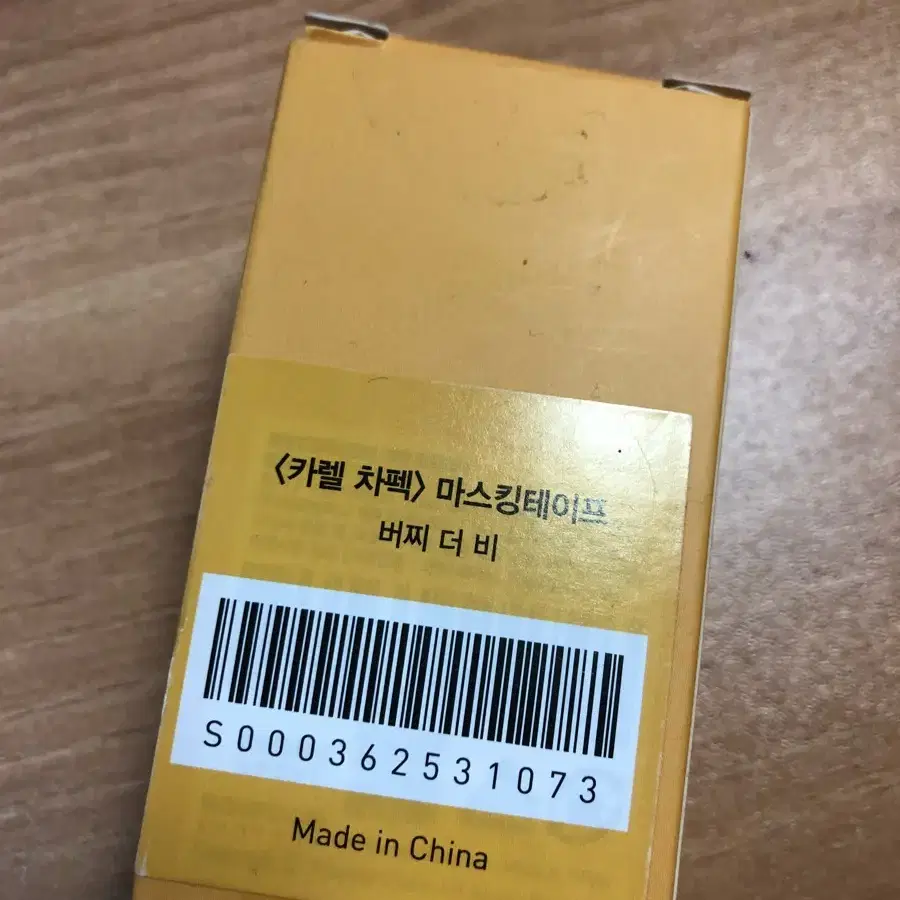 〈카렐 차펙〉 마스킹테이프
버찌 더 비
S000362531073
Made in China